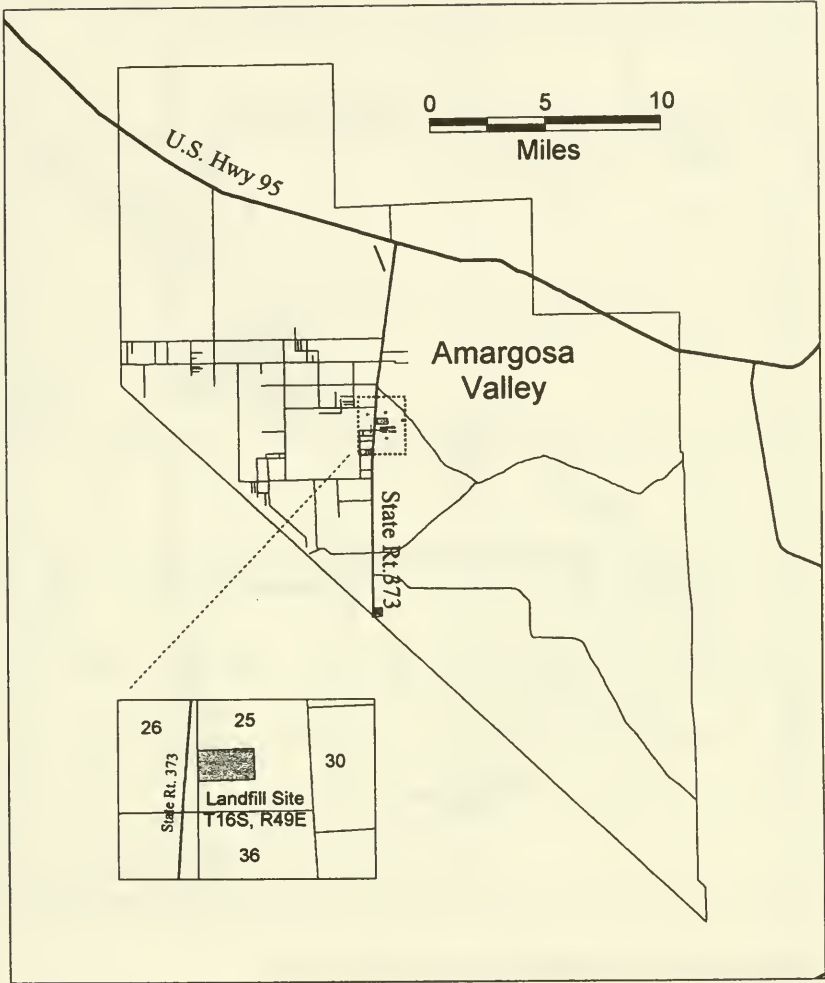 0 5 10
Miles
U.S. Hwy 95
Amargosa
Valley
State Rt. 373
26 25
30
State Rt. 373
Landfill Site
T16S, R49E
36